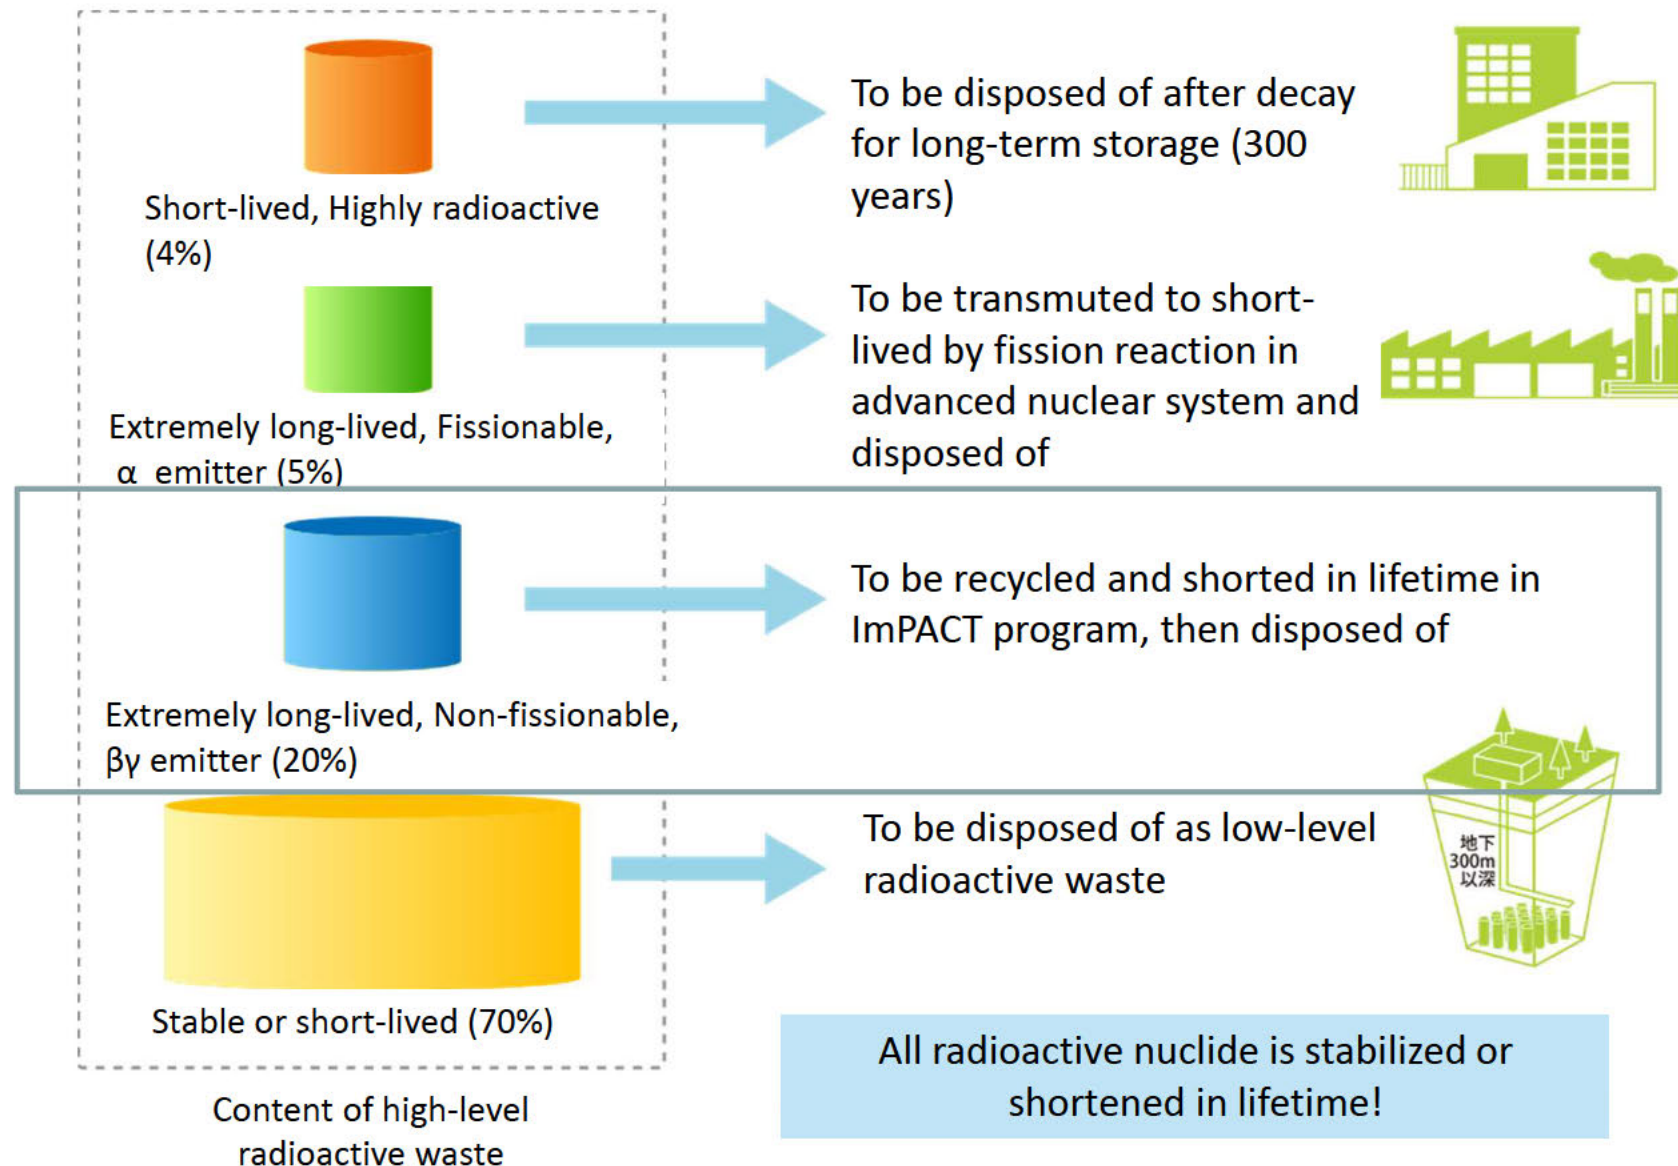 Short-lived, Highly radioactive
(4%)
To be disposed of after decay
for long-term storage (300
years)
Extremely long-lived, Fissionable,
α emitter (5%)
To be transmuted to short-
lived by fission reaction in
advanced nuclear system and
disposed of
Extremely long-lived, Non-fissionable,
βγ emitter (20%)
To be recycled and shorted in lifetime in
ImPACT program, then disposed of
Stable or short-lived (70%)
To be disposed of as low-level
radioactive waste
地下
300m
以深
Content of high-level
radioactive waste
All radioactive nuclide is stabilized or
shortened in lifetime!